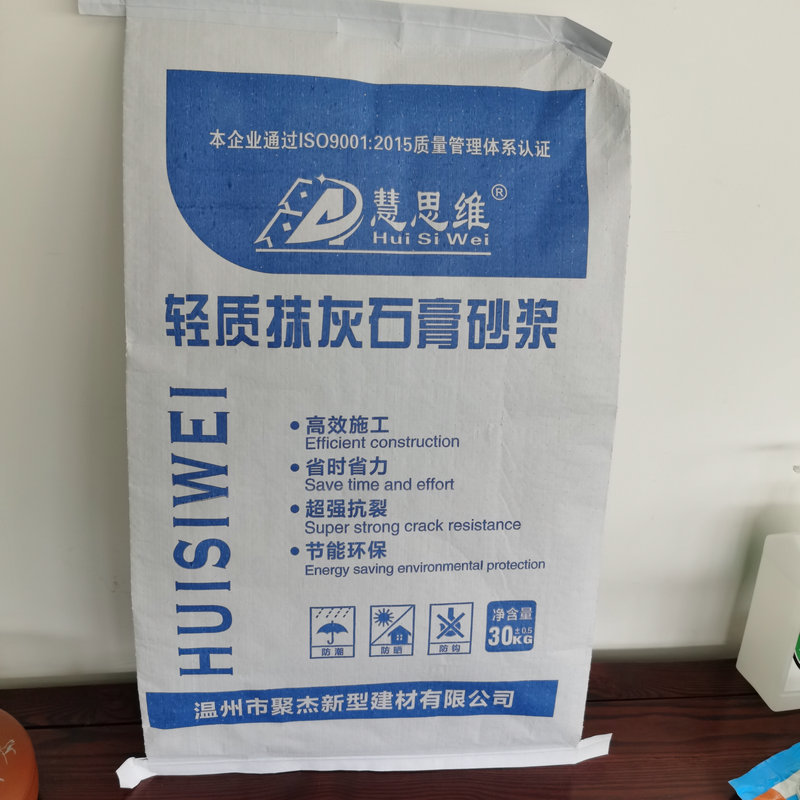 本企业通过ISO9001:2015质量管理体系认证
慧思维®
Hui Si Wei
轻质抹灰石膏砂浆
HUISIWEI
•高效施工
Efficient construction
•省时省力
Save time and effort
•超强抗裂
Super strong crack resistance
•节能环保
Energy saving environmental protection
防潮
防晒
防钩
净含量
30±0.5KG
温州市聚杰新型建材有限公司